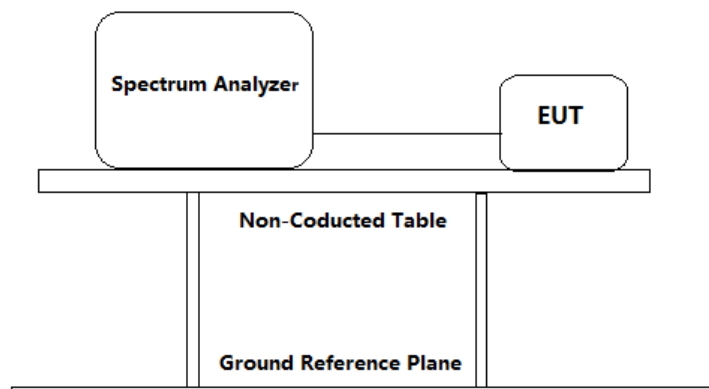 Spectrum Analyzer
EUT
Non-Coducted Table
Ground Reference Plane